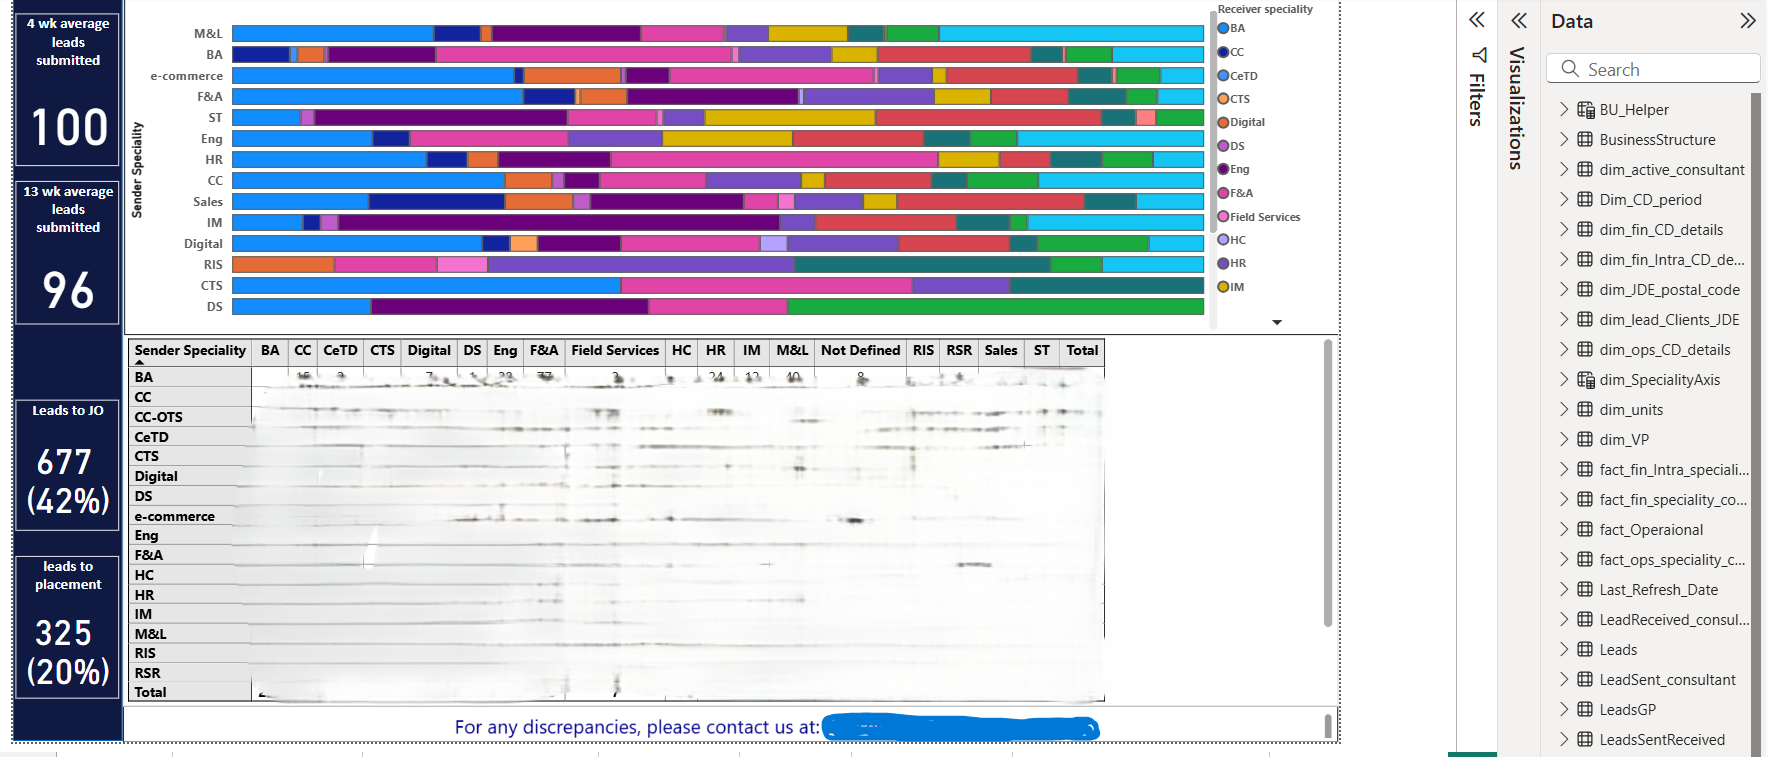 4 wk average
leads
submitted
100
13 wk average
leads
submitted
96
Leads to JO
677
(42%)
leads to
placement
325
(20%)
Sender Speciality
M&L
BA
e-commerce
F&A
ST
Eng
HR
CC
Sales
IM
Digital
RIS
CTS
DS
Receiver speciality
BA
CC
CeTD
CTS
Digital
DS
Eng
F&A
Field Services
HC
HR
IM
Sender Speciality BA CC CeTD CTS Digital DS Eng F&A Field Services HC HR IM M&L Not Defined RIS RSR Sales ST Total
BA
CC
CC-OTS
CeTD
CTS
Digital
DS
e-commerce
Eng
F&A
HC
HR
IM
M&L
RIS
RSR
Total
For any discrepancies, please contact us at:
Filters
Visualizations
Data
Search
BU_Helper
BusinessStructure
dim_active_consultant
Dim_CD_period
dim_fin_CD_details
dim_fin_Intra_CD_de...
dim_JDE_postal_code
dim_lead_Clients_JDE
dim_ops_CD_details
dim_SpecialityAxis
dim_units
dim_VP
fact_fin_Intra_speciali...
fact_fin_speciality_co...
fact_Operaional
fact_ops_speciality_c...
Last_Refresh_Date
LeadReceived_consul...
Leads
LeadSent_consultant
LeadsGP
LeadsSentReceived